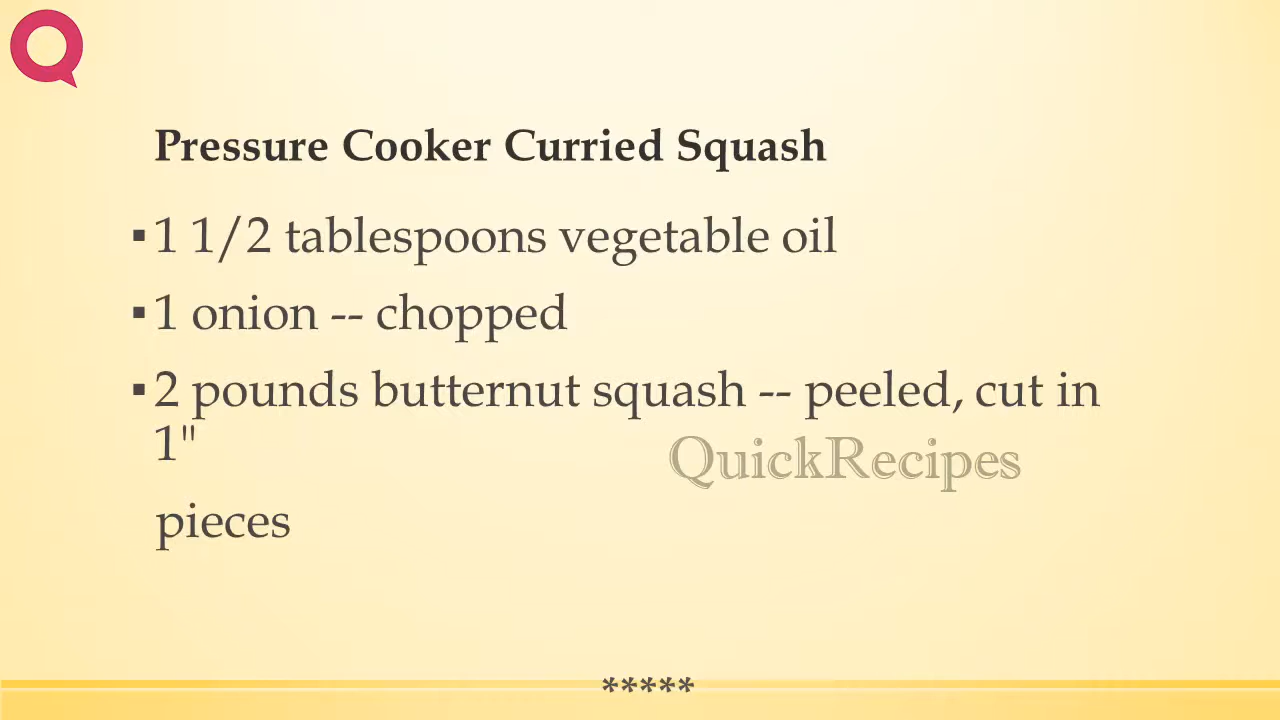 Pressure Cooker Curried Squash
▪1 1/2 tablespoons vegetable oil
▪1 onion -- chopped
▪2 pounds butternut squash -- peeled, cut in
1"
QuickRecipes
pieces
*****